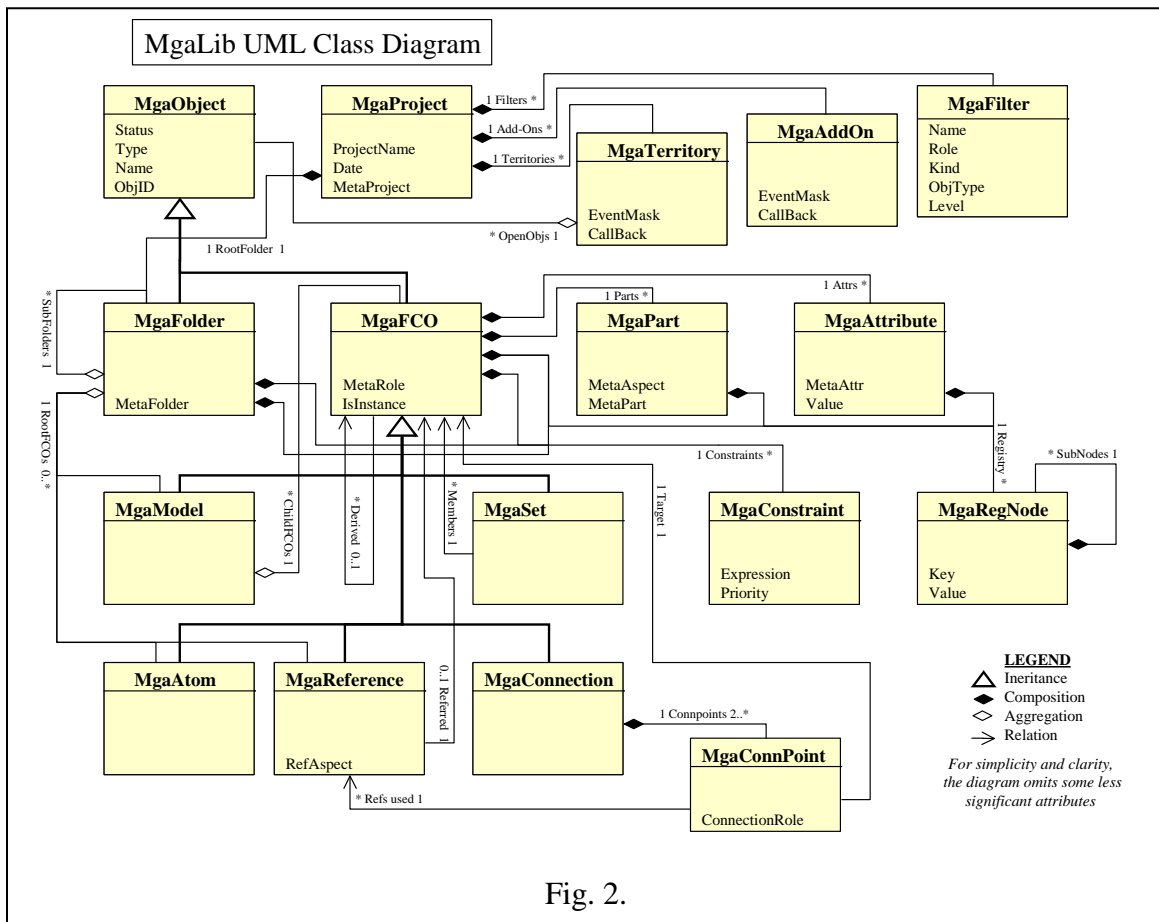 MgaLib UML Class Diagram
MgaObject
Status
Type
Name
ObjID
MgaProject
ProjectName
Date
MetaProject
1 Filters *
1 Add-Ons *
1 Territories *
MgaTerritory
EventMask
CallBack
MgaAddOn
EventMask
CallBack
MgaFilter
Name
Role
Kind
ObjType
Level
* OpenObjs 1
1 RootFolder 1
* SubFolders 1
MgaFolder
MetaFolder
MgaFCO
MetaRole
IsInstance
1 Parts *
1 Attrs *
MgaPart
MetaAspect
MetaPart
MgaAttribute
MetaAttr
Value
1 RootFCOs 0..*
* ChildFCOs 1
* Derived 0..1
* Members 1
1 Target 1
1 Constraints *
1 Registry *
* SubNodes 1
MgaModel
MgaSet
MgaConstraint
Expression
Priority
MgaRegNode
Key
Value
MgaAtom
MgaReference
RefAspect
0..1 Referred 1
MgaConnection
1 Connpoints 2..*
MgaConnPoint
ConnectionRole
* Refs used 1
LEGEND
Ineritance
Composition
Aggregation
Relation
For simplicity and clarity,
the diagram omits some less
significant attributes
Fig. 2.